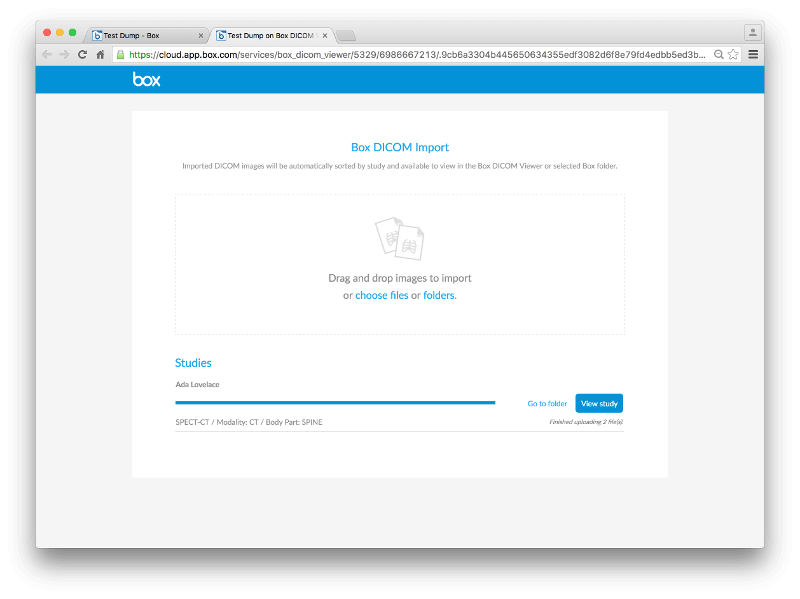 Test Dump - Box
Test Dump on Box DICOM
https://cloud.app.box.com/services/box_dicom_viewer/5329/6986667213/.9cb6a3304b445650634355edf3082d6f8e79fd4edbb5ed3b...
box
Box DICOM Import
Imported DICOM images will be automatically sorted by study and available to view in the Box DICOM Viewer or selected Box folder.
Drag and drop images to import
or choose files or folders.
Studies
Ada Lovelace
Go to folder View study
SPECT-CT / Modality: CT / Body Part: SPINE Finished uploading 2 file(s).